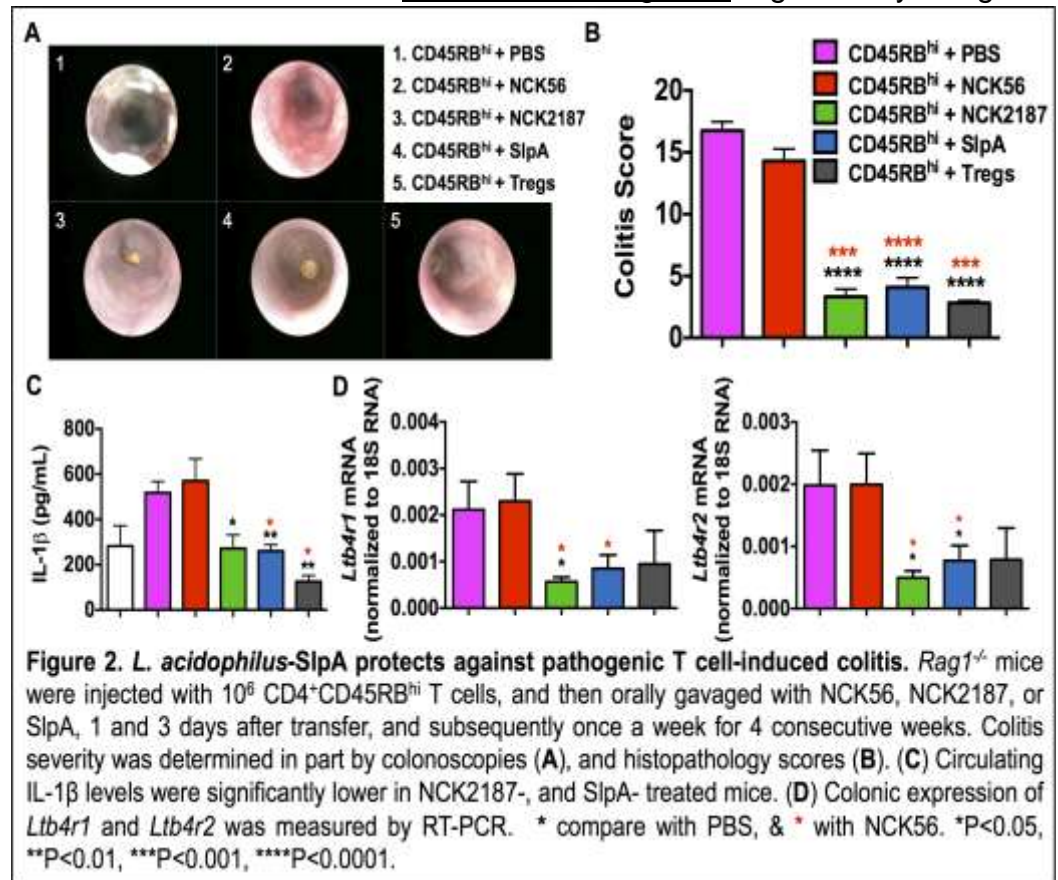 A
1
2
1. CD45RBhi + PBS
2. CD45RBhi + NCK56
3. CD45RBhi + NCK2187
4. CD45RBhi + SlpA
5. CD45RBhi + Tregs
3
4
5
B
CD45RBhi + PBS
CD45RBhi + NCK56
CD45RBhi + NCK2187
CD45RBhi + SlpA
CD45RBhi + Tregs
Colitis Score
20
15
10
5
0
***
****
****
****
***
****
C
IL-1β (pg/mL)
800
600
400
200
0
*
*
**
*
**
D
Ltb4r1 mRNA
(normalized to 18S RNA)
0.004
0.003
0.002
0.001
0.000
*
*
*
Ltb4r2 mRNA
(normalized to 18S RNA)
0.003
0.002
0.001
0.000
*
*
*
*
Figure 2. L. acidophilus-SlpA protects against pathogenic T cell-induced colitis. Rag1-/- mice
were injected with 10⁶ CD4+CD45RBhi T cells, and then orally gavaged with NCK56, NCK2187, or
SlpA, 1 and 3 days after transfer, and subsequently once a week for 4 consecutive weeks. Colitis
severity was determined in part by colonoscopies (A), and histopathology scores (B). (C) Circulating
IL-1β levels were significantly lower in NCK2187-, and SlpA- treated mice. (D) Colonic expression of
Ltb4r1 and Ltb4r2 was measured by RT-PCR. * compare with PBS, & * with NCK56. *P<0.05,
**P<0.01, ***P<0.001, ****P<0.0001.